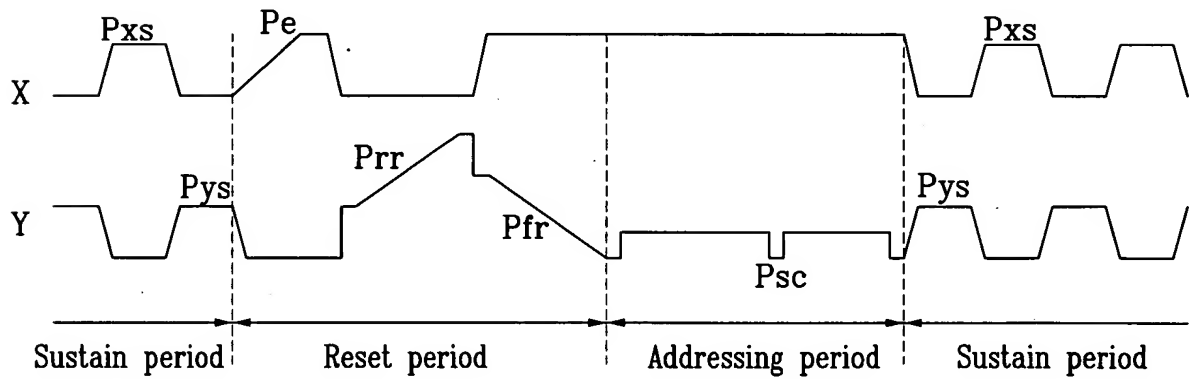 Pxs
Pe
Pxs
X
Prr
Pys
Pys
Y
Pfr
Psc
Sustain period
Reset period
Addressing period
Sustain period